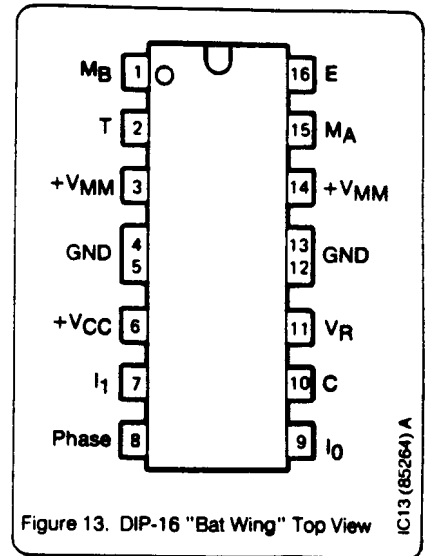 MB 1 16 E
T 2 15 MA
+VMM 3 14 +VMM
GND 4 5 13 12 GND
+VCC 6 11 VR
I1 7 10 C
Phase 8 9 I0
IC13 (85264) A
Figure 13. DIP-16 "Bat Wing" Top View